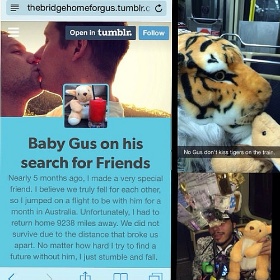 thebridgehomeforgus.tumblr.c
Open in tumblr. Follow
Baby Gus on his
search for Friends
Nearly 5 months ago, I made a very special
friend. I believe we truly fell for each other,
so I jumped on a flight to be with him for a
month in Australia. Unfortunately, I had to
return home 9238 miles away. We did not
survive due to the distance that broke us
apart. No matter how hard I try to find a
future without him, I just stumble and fall.
No Gus don't kiss tigers on the train..